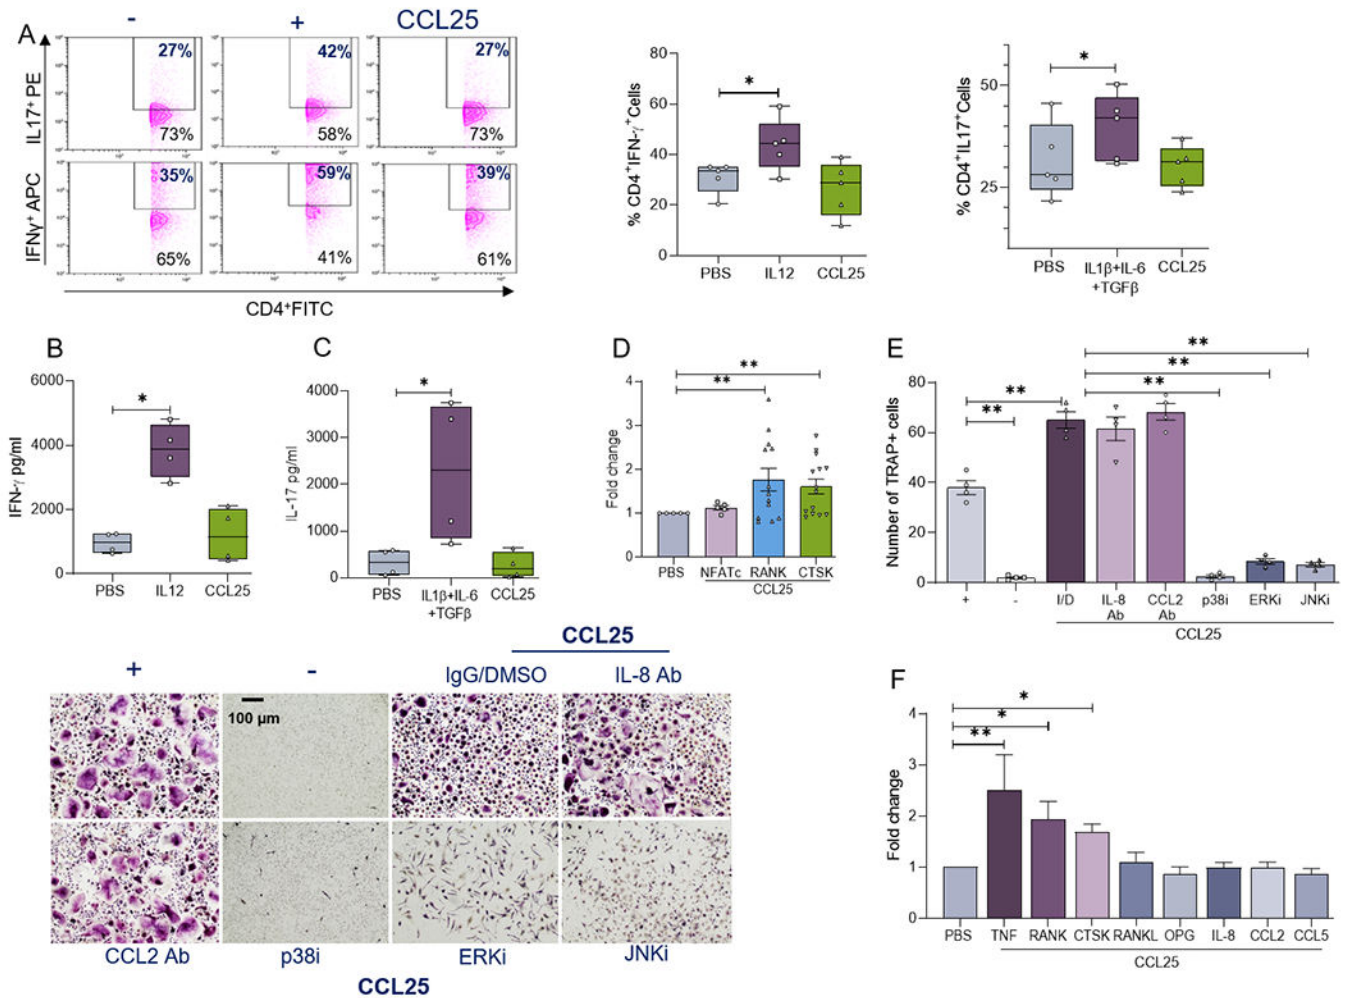 A
-
+
CCL25
IL17⁺ PE
27%
73%
42%
58%
27%
73%
IFNγ⁺ APC
35%
65%
59%
41%
39%
61%
CD4⁺FITC
% CD4⁺IFN-γ⁺Cells
80
60
40
20
0
*
PBS
IL12
CCL25
% CD4⁺IL17⁺Cells
50
25
*
PBS
IL1β+IL-6
+TGFβ
CCL25
B
IFN-γ pg/ml
6000
4000
2000
0
*
PBS
IL12
CCL25
C
IL-17 pg/ml
4000
3000
2000
1000
0
*
PBS
IL1β+IL-6
+TGFβ
CCL25
D
Fold change
4
3
2
1
0
**
**
PBS
NFATc
RANK
CTSK
CCL25
E
Number of TRAP+ cells
80
60
40
20
0
**
**
**
**
**
+
-
I/D
IL-8
Ab
CCL2
Ab
p38i
ERKi
JNKi
CCL25
CCL25
+
-
IgG/DMSO
IL-8 Ab
100 µm
CCL2 Ab
p38i
ERKi
JNKi
CCL25
F
Fold change
4
3
2
1
0
*
*
**
PBS
TNF
RANK
CTSK
RANKL
OPG
IL-8
CCL2
CCL5
CCL25